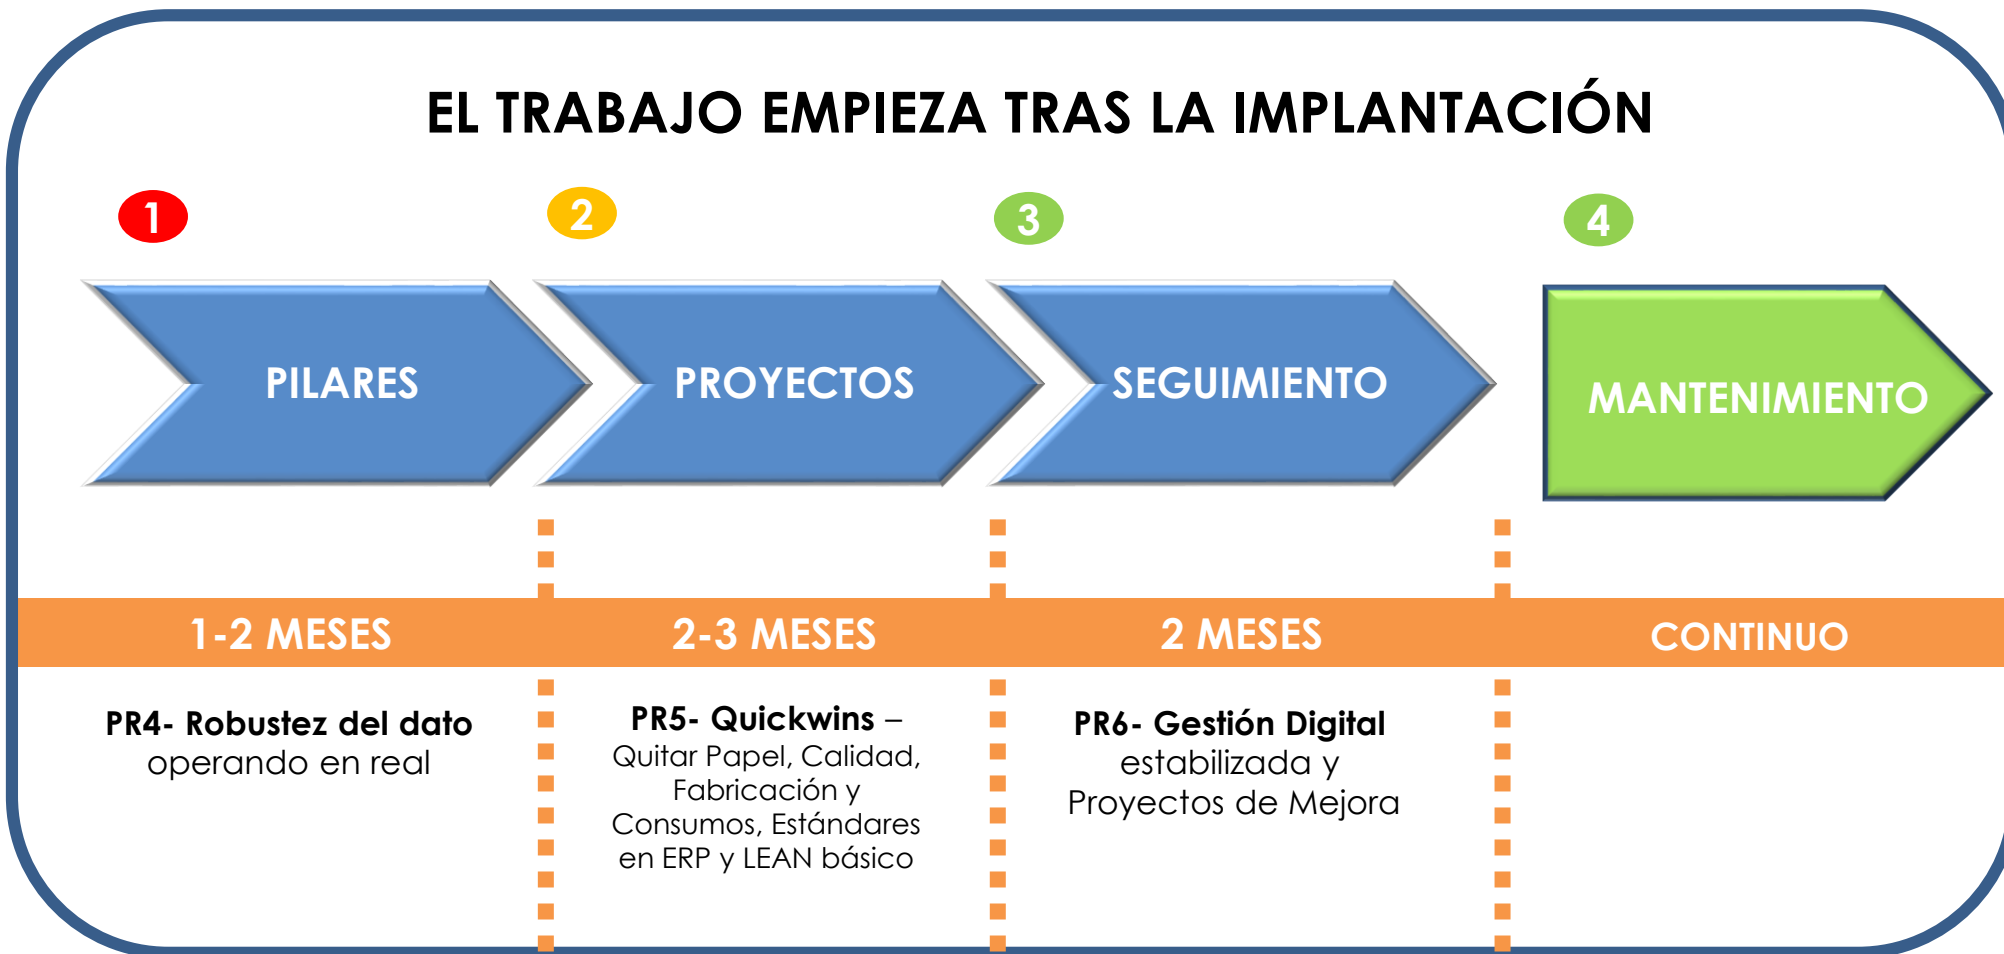 EL TRABAJO EMPIEZA TRAS LA IMPLANTACIÓN
1
2
3
4
PILARES
PROYECTOS
SEGUIMIENTO
MANTENIMIENTO
1-2 MESES
2-3 MESES
2 MESES
CONTINUO
PR4- Robustez del dato
operando en real
PR5- Quickwins –
Quitar Papel, Calidad,
Fabricación y
Consumos, Estándares
en ERP y LEAN básico
PR6- Gestión Digital
estabilizada y
Proyectos de Mejora